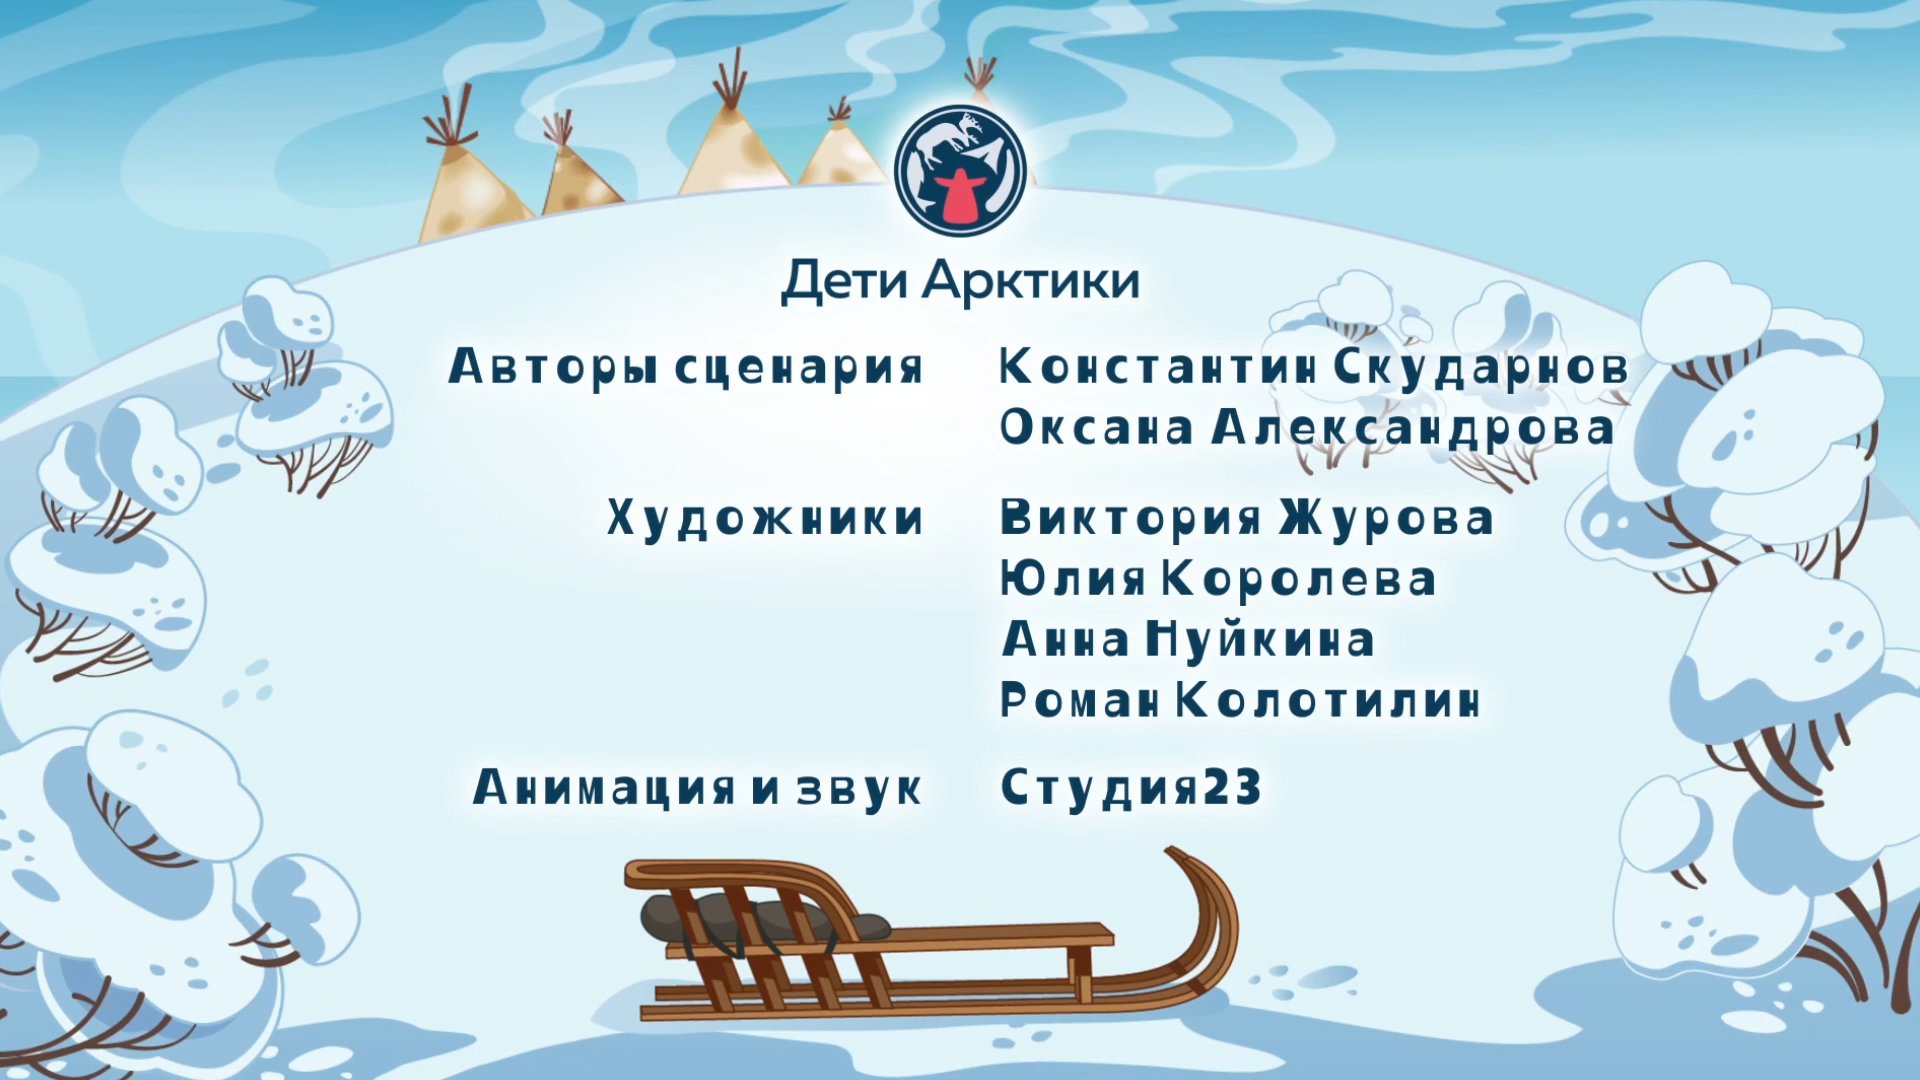 Дети Арктики
Авторы сценария Константин Скударнов
Оксана Александрова
Художники Виктория Журова
Юлия Королева
Анна Нуйкина
Роман Колотилин
Анимация и звук Студия23